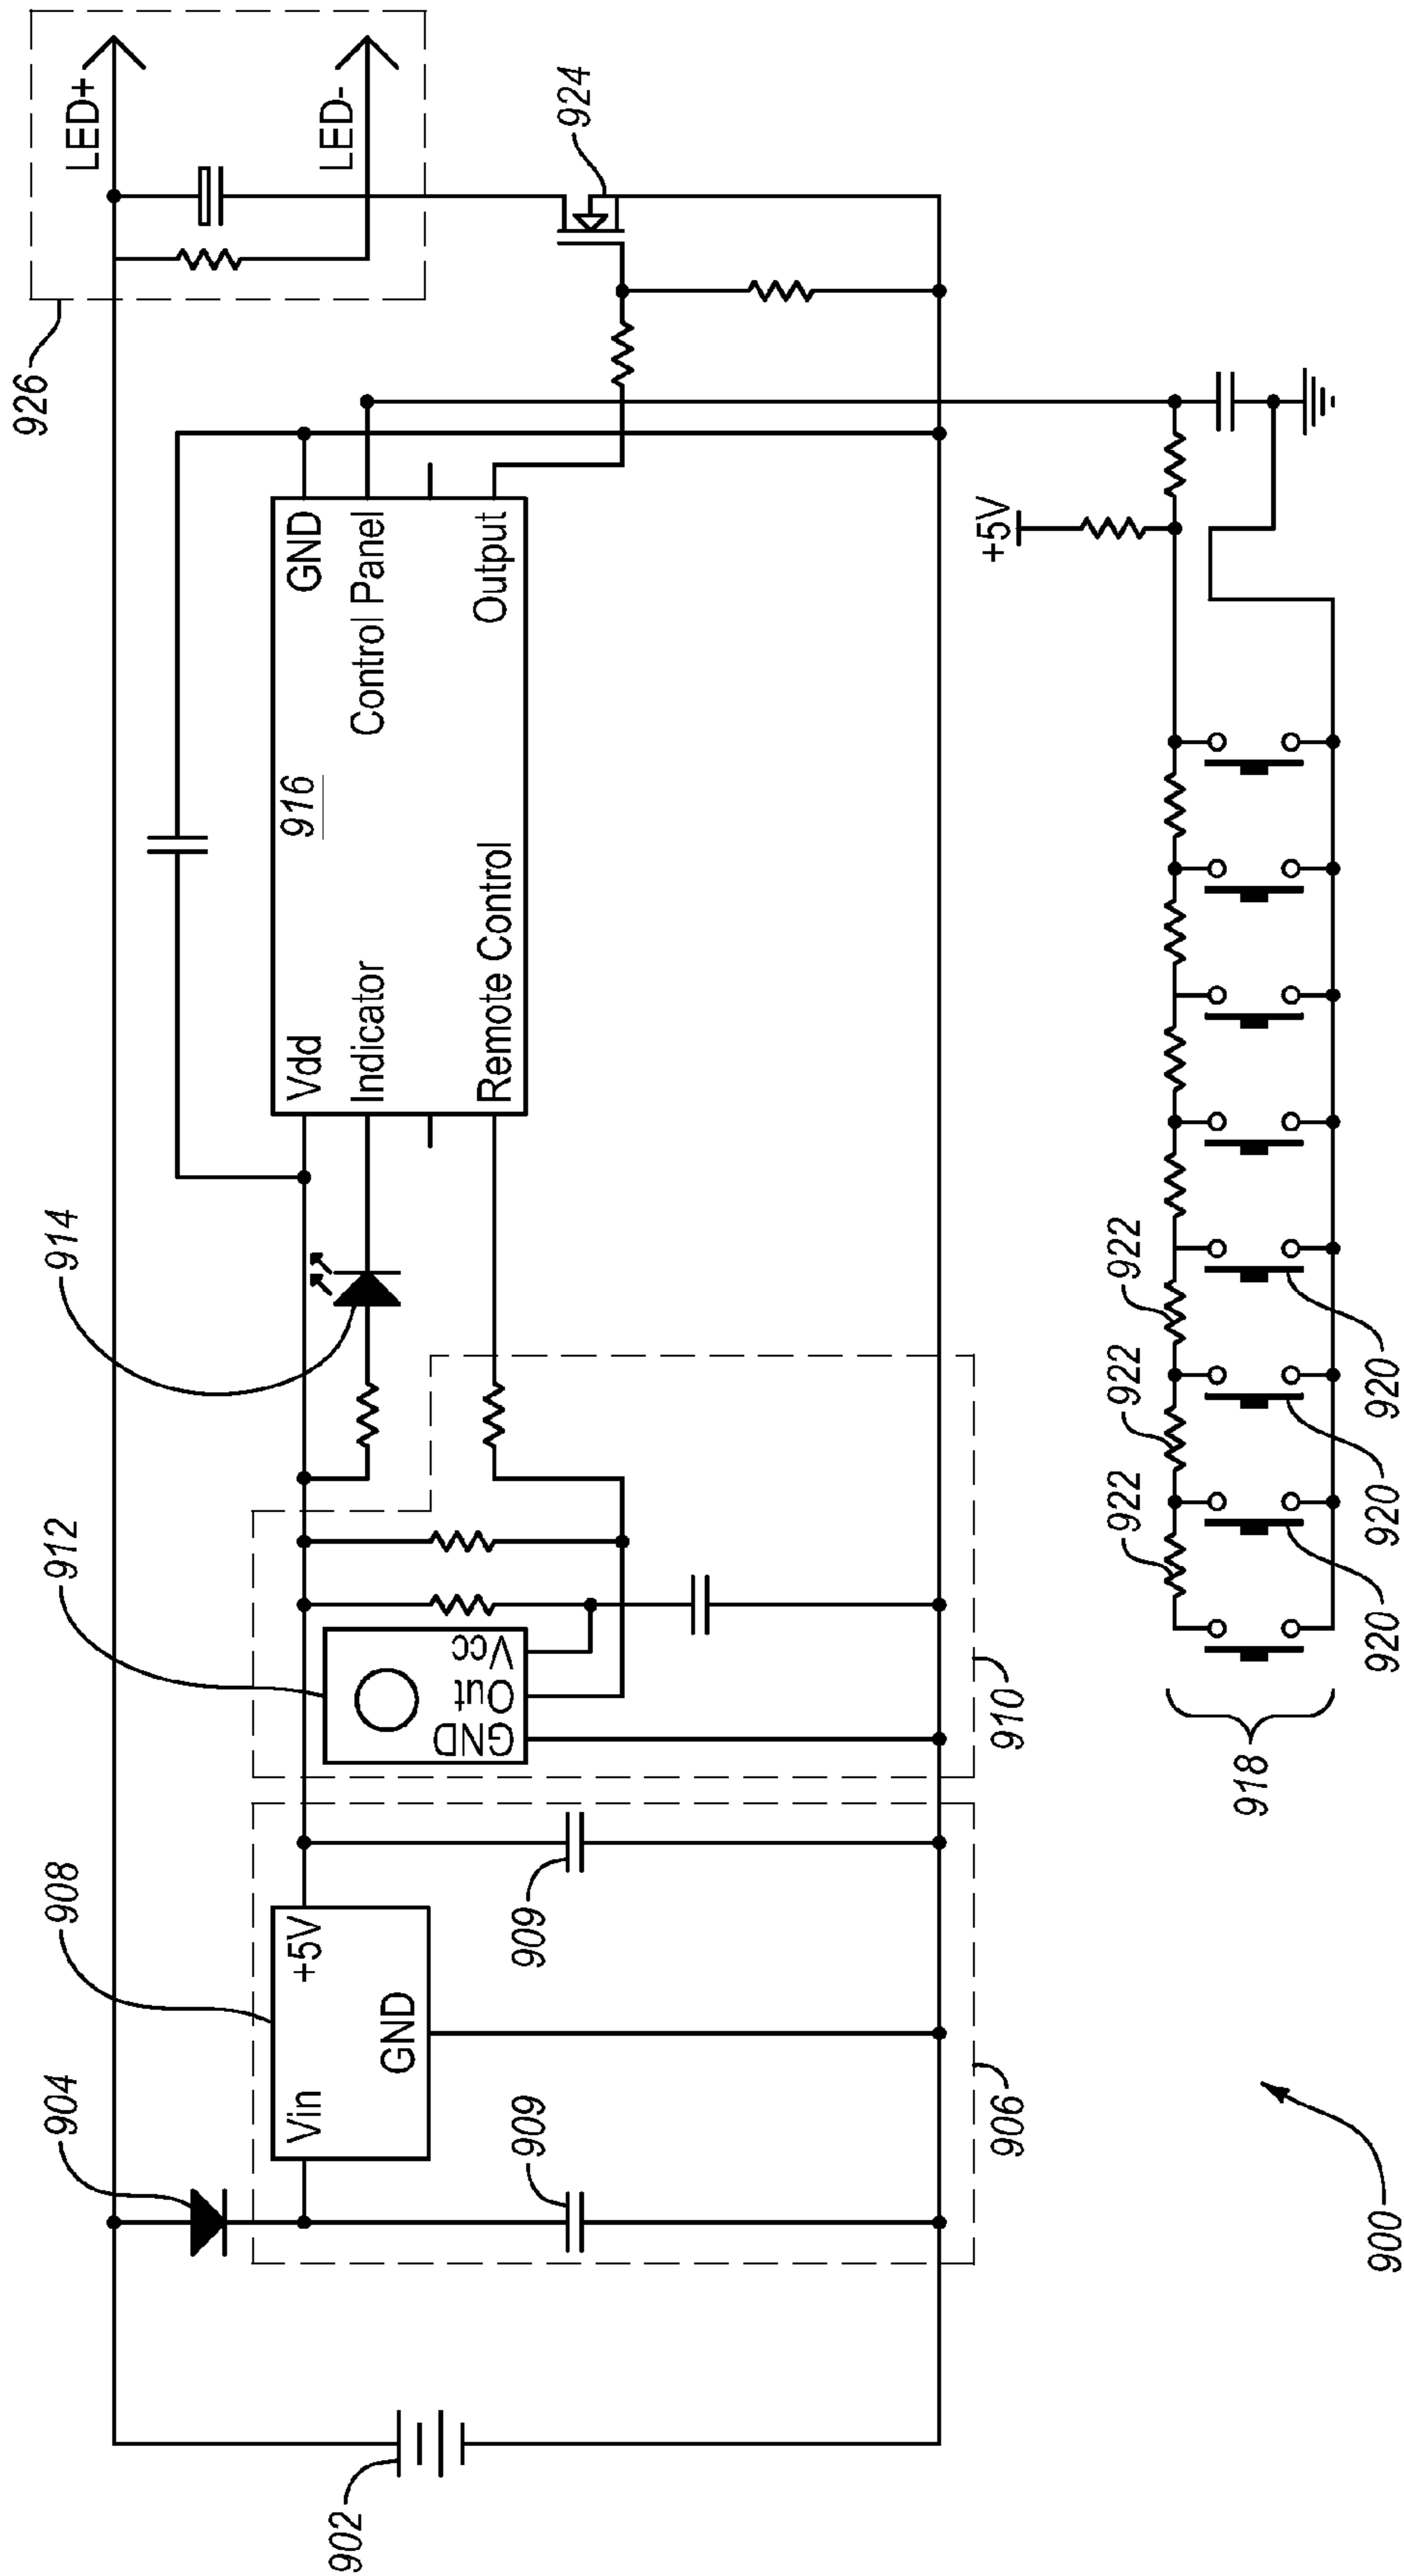 LED+
LED-
926
924
GND
Control Panel
Output
916
Vdd
Indicator
Remote Control
914
912
Vcc
Out
GND
910
908
+5V
Vin
GND
909
909
906
904
902
+5V
922
922
922
920
920
920
918
900